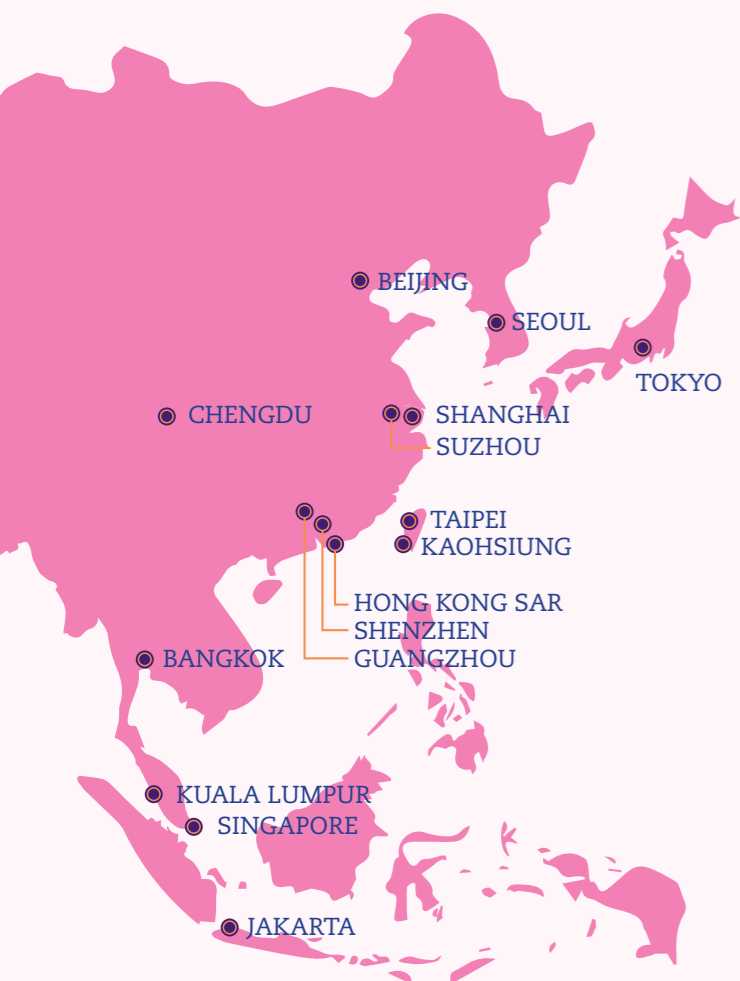 BEIJING
SEOUL
TOKYO
CHENGDU
SHANGHAI
SUZHOU
TAIPEI
KAOHSIUNG
HONG KONG SAR
SHENZHEN
GUANGZHOU
BANGKOK
KUALA LUMPUR
SINGAPORE
JAKARTA